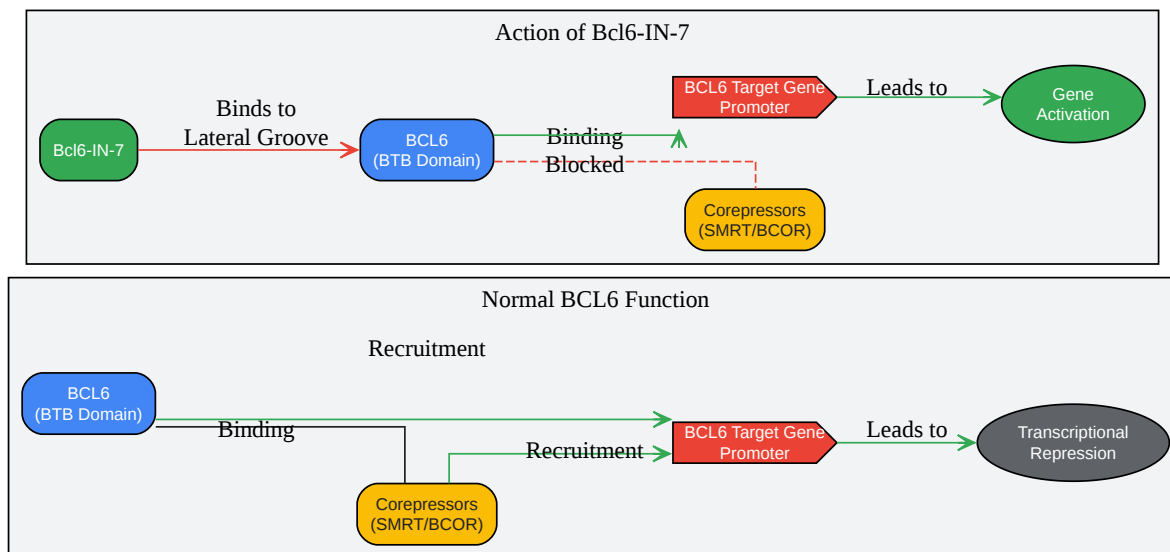 Action of Bcl6-IN-7
Bcl6-IN-7
Binds to
Lateral Groove
BCL6
(BTB Domain)
Binding
Blocked
BCL6 Target Gene
Promoter
Leads to
Gene
Activation
Corepressors
(SMRT/BCOR)
Normal BCL6 Function
Recruitment
BCL6
(BTB Domain)
Binding
Corepressors
(SMRT/BCOR)
Recruitment
BCL6 Target Gene
Promoter
Leads to
Transcriptional
Repression